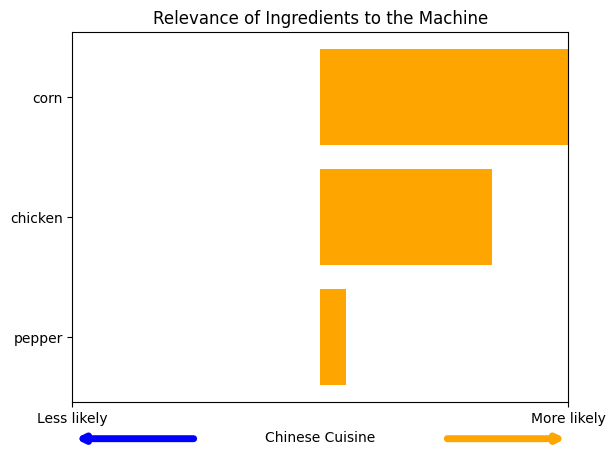 Relevance of Ingredients to the Machine
corn
chicken
pepper
Less likely
More likely
Chinese Cuisine